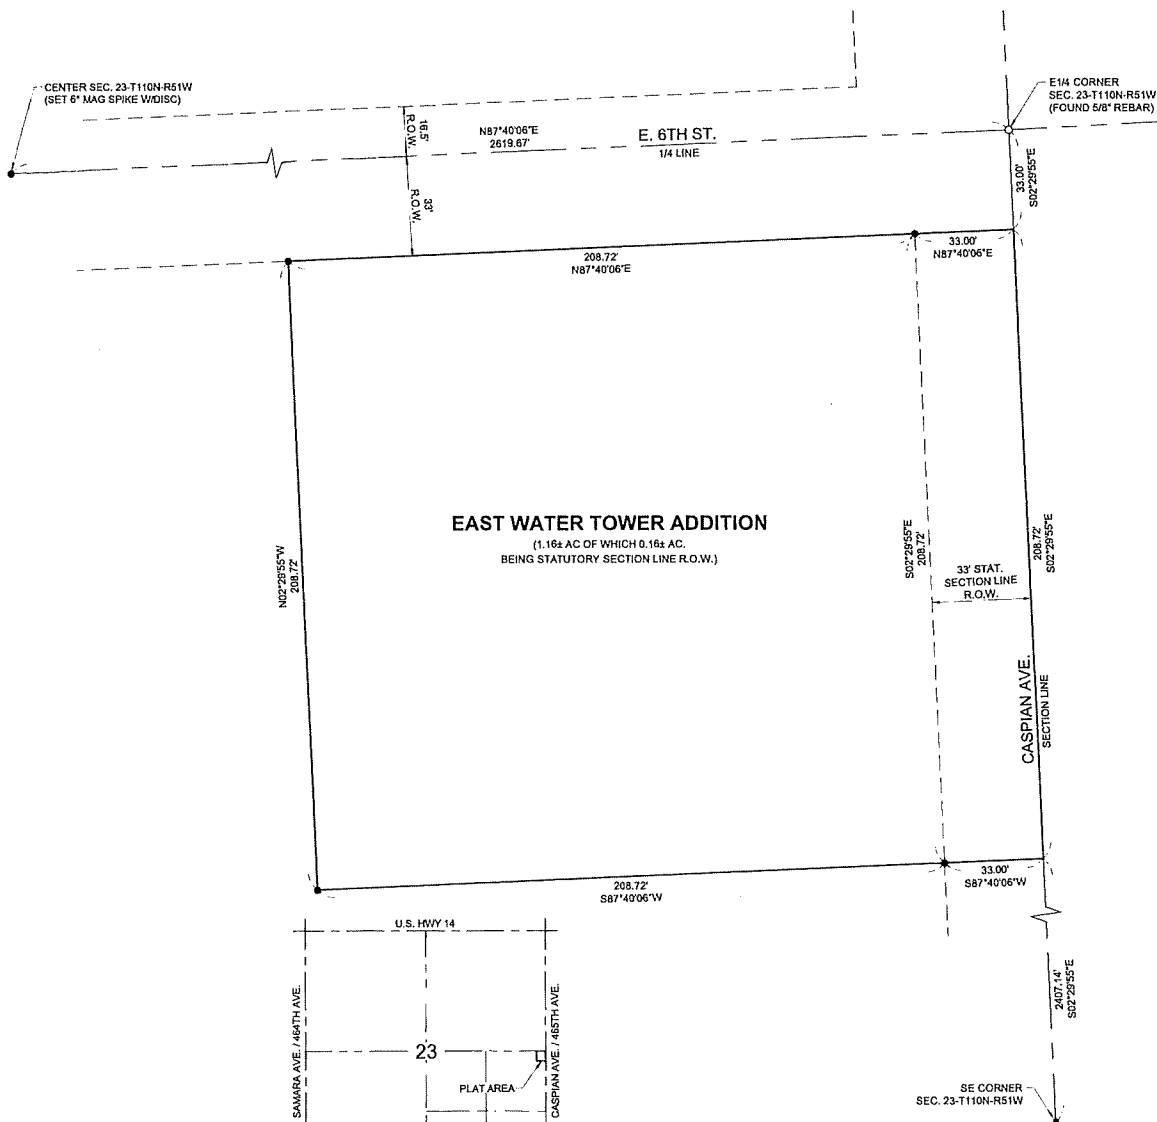 CENTER SEC. 23-T110N-R51W
(SET 6" MAG SPIKE W/DISC)
16.5'
R.O.W.
N87°40'06"E
2619.67'
E. 6TH ST.
1/4 LINE
E1/4 CORNER
SEC. 23-T110N-R51W
(FOUND 5/8" REBAR)
33.00'
S02°29'55"E
33'
R.O.W.
208.72'
N87°40'06"E
33.00'
N87°40'06"E
EAST WATER TOWER ADDITION
(1.16± AC OF WHICH 0.16± AC.
BEING STATUTORY SECTION LINE R.O.W.)
N02°29'55"W
208.72'
S02°29'55"E
208.72'
33' STAT.
SECTION LINE
R.O.W.
208.72'
S02°29'55"E
CASPIAN AVE.
SECTION LINE
208.72'
S87°40'06"W
33.00'
S87°40'06"W
U.S. HWY 14
SAMARA AVE. / 464TH AVE.
23
CASPIAN AVE. / 465TH AVE.
PLAT AREA
2407.14'
S02°29'55"E
SE CORNER
SEC. 23-T110N-R51W